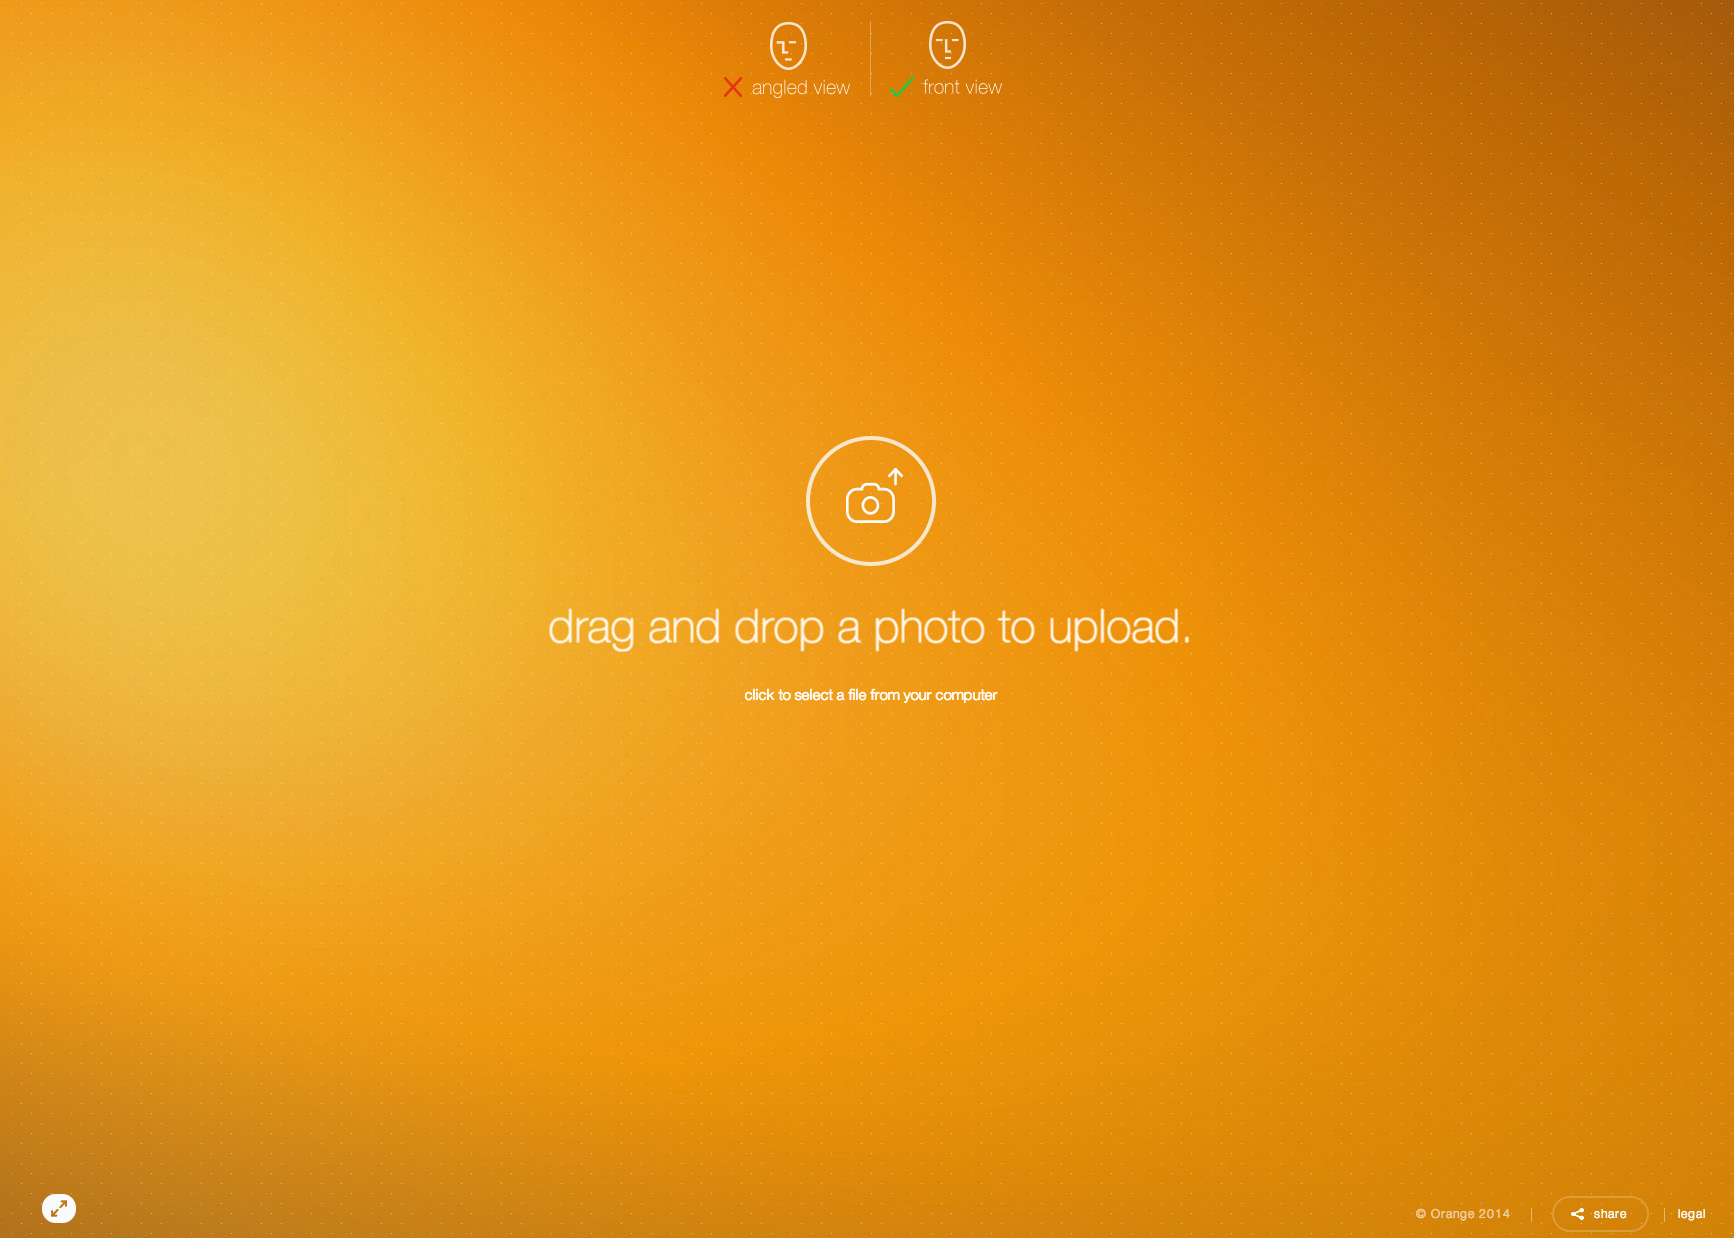 angled view
front view
drag and drop a photo to upload.
click to select a file from your computer
© Orange 2014
share
legal